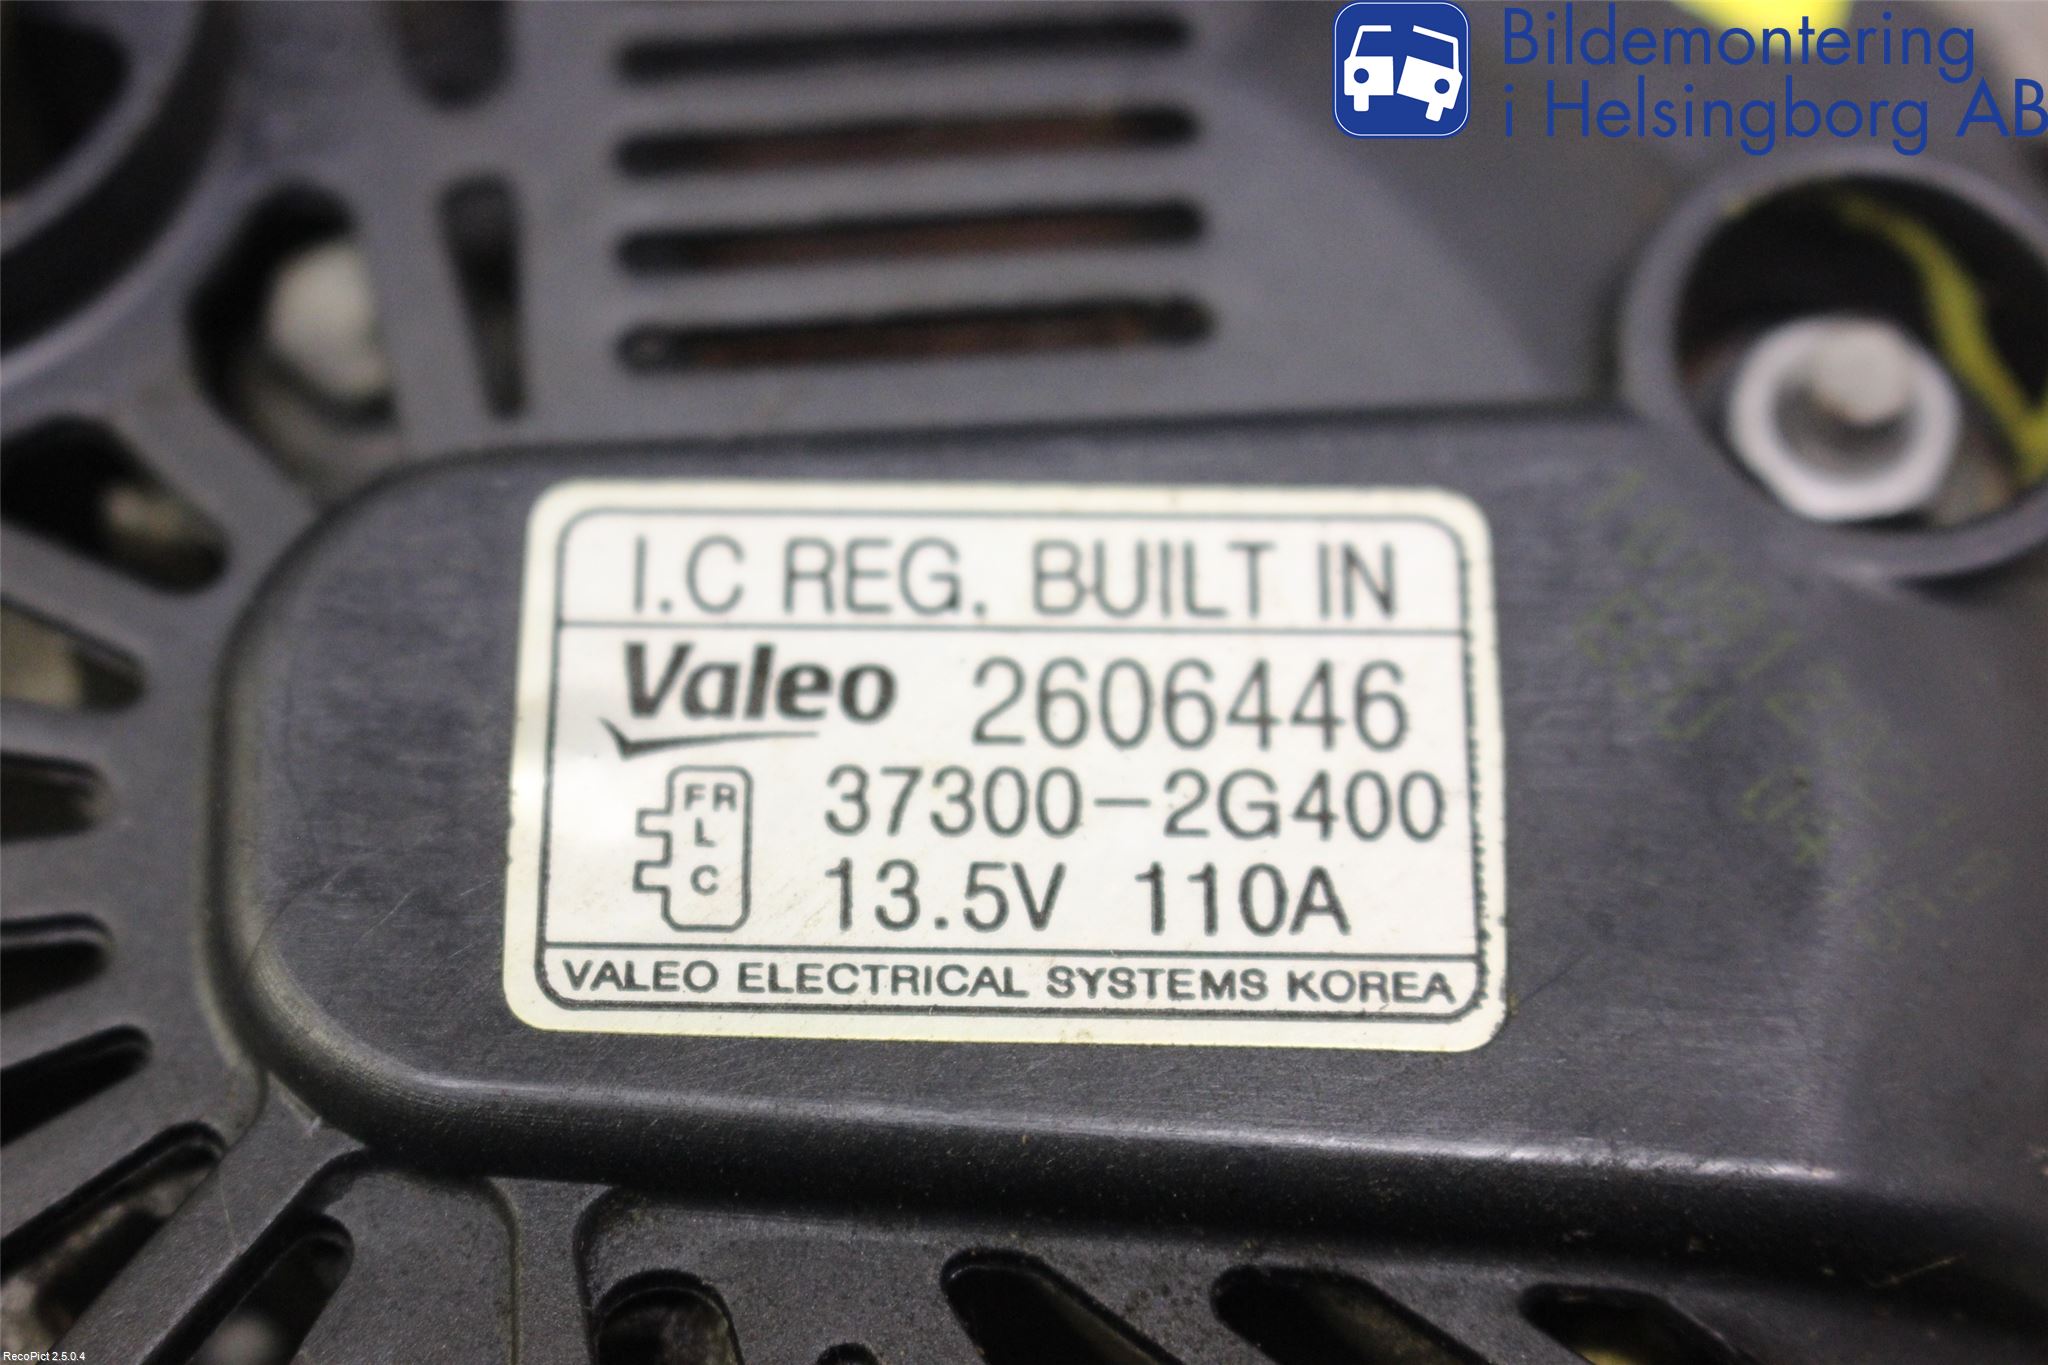 Bildemontering
i Helsingborg AB
I.C REG. BUILT IN
Valeo 2606446
FR
L
C
37300-2G400
13.5V 110A
VALEO ELECTRICAL SYSTEMS KOREA
RecoPict 2.5.0.4